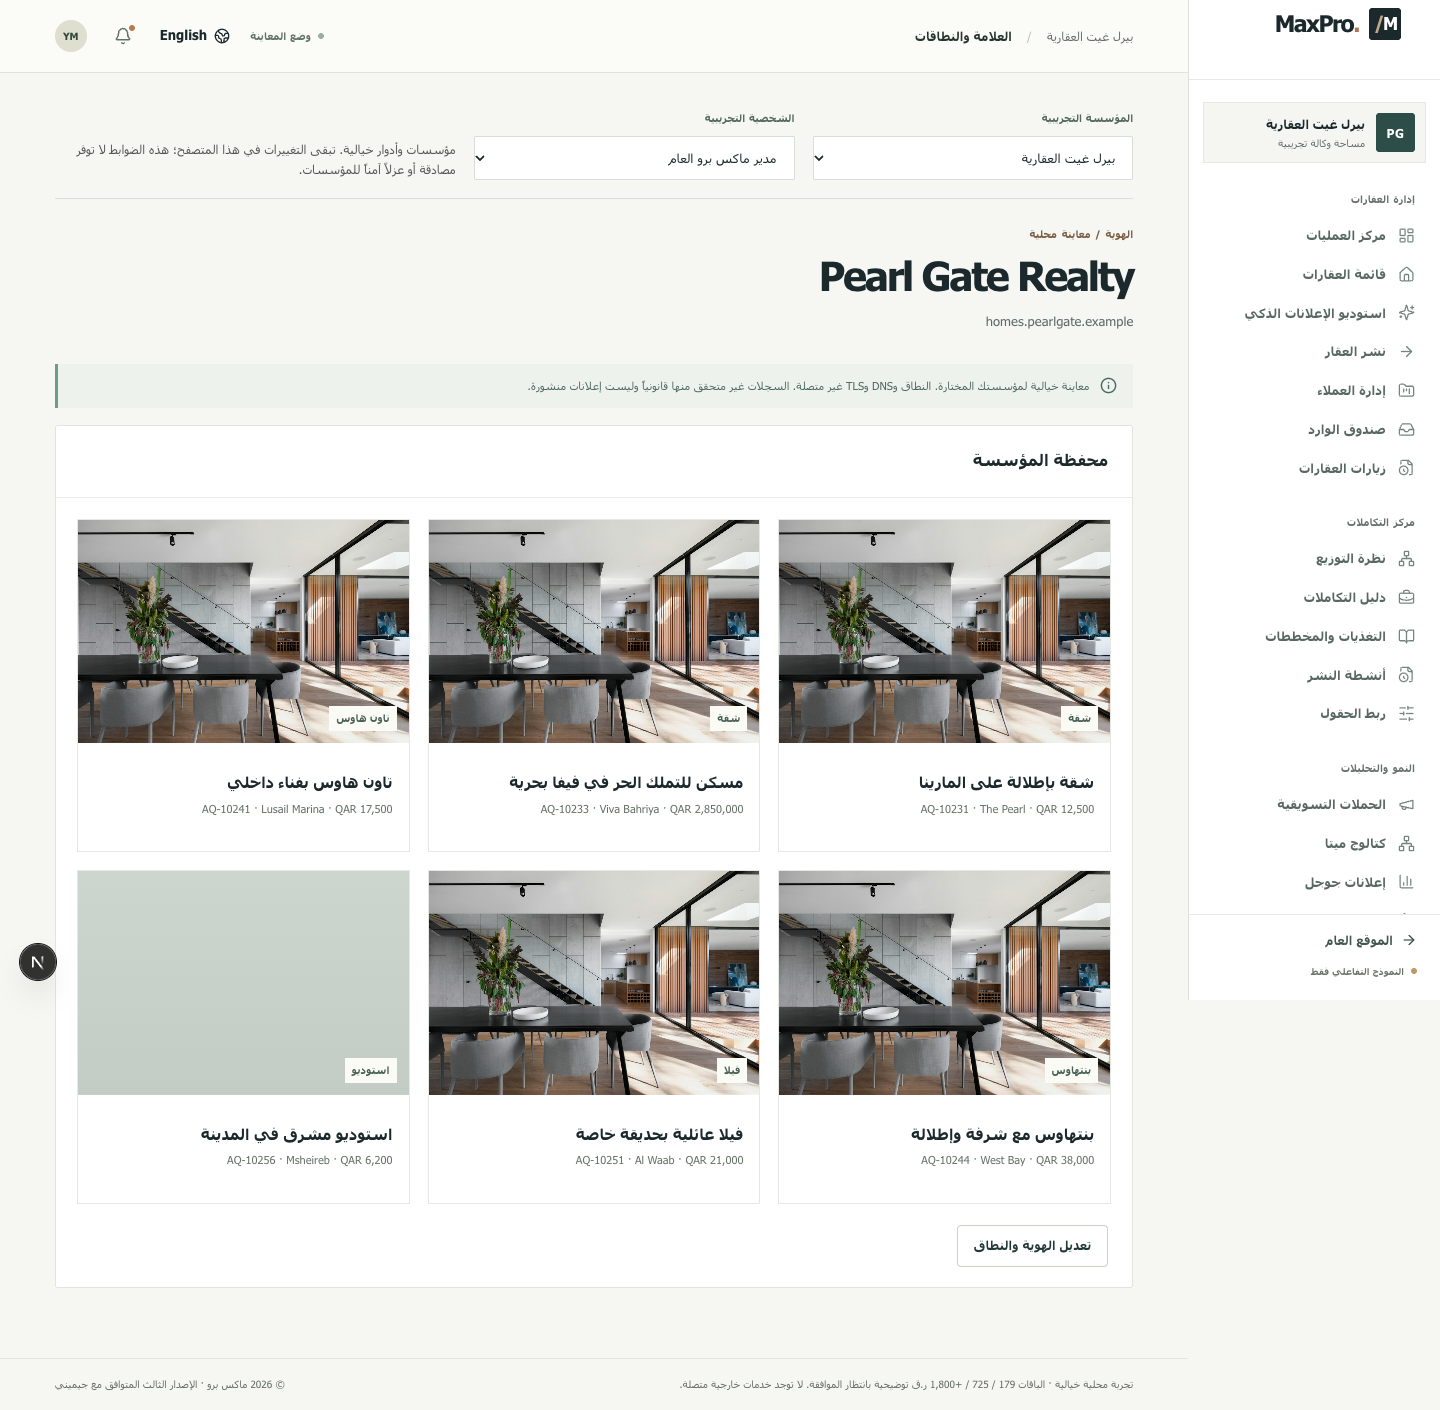 MaxPro.
/M
بيرل غيت العقارية
مساحة وكالة تجريبية
PG
إدارة العقارات
مركز العمليات
قائمة العقارات
استوديو الإعلانات الذكي
نشر العقار
إدارة العملاء
صندوق الوارد
زيارات العقارات
مركز التكاملات
نظرة التوزيع
دليل التكاملات
التغذيات والمخططات
أنشطة النشر
ربط الحقول
النمو والتحليلات
الحملات التسويقية
كتالوج ميتا
إعلانات جوجل
الموقع العام
النموذج التفاعلي فقط
بيرل غيت العقارية / العلامة والنطاقات
وضع المعاينة
English
YM
المؤسسة التجريبية
بيرل غيت العقارية
الشخصية التجريبية
مدير ماكس برو العام
مؤسسات وأدوار خيالية. تبقى التغييرات في هذا المتصفح؛ هذه الضوابط لا توفر
مصادقة أو عزلاً آمناً للمؤسسات.
الهوية / معاينة محلية
Pearl Gate Realty
homes.pearlgate.example
معاينة خيالية لمؤسستك المختارة. النطاق وDNS وTLS غير متصلة. السجلات غير متحقق منها قانونياً وليست إعلانات منشورة.
محفظة المؤسسة
شقة
شقة بإطلالة على المارينا
AQ-10231 · The Pearl · QAR 12,500
شقة
مسكن للتملك الحر في فيفا بحرية
AQ-10233 · Viva Bahriya · QAR 2,850,000
تاون هاوس
تاون هاوس بفناء داخلي
AQ-10241 · Lusail Marina · QAR 17,500
بنتهاوس
بنتهاوس مع شرفة وإطلالة
AQ-10244 · West Bay · QAR 38,000
فيلا
فيلا عائلية بحديقة خاصة
AQ-10251 · Al Waab · QAR 21,000
استوديو
استوديو مشرق في المدينة
AQ-10256 · Msheireb · QAR 6,200
تعديل الهوية والنطاق
تجربة محلية خيالية · الباقات 179 / 725 / +1,800 ر.ق توضيحية بانتظار الموافقة. لا توجد خدمات خارجية متصلة.
© 2026 ماكس برو · الإصدار الثالث المتوافق مع جيميني